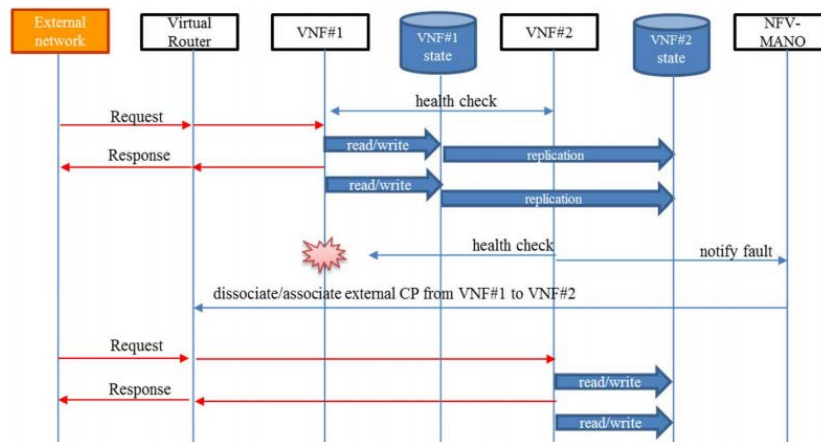 External
network
Virtual
Router
VNF#1
VNF#1
state
VNF#2
VNF#2
state
NFV-
MANO
health check
Request
read/write
Response
replication
read/write
replication
health check
notify fault
dissociate/associate external CP from VNF#1 to VNF#2
Request
read/write
Response
read/write